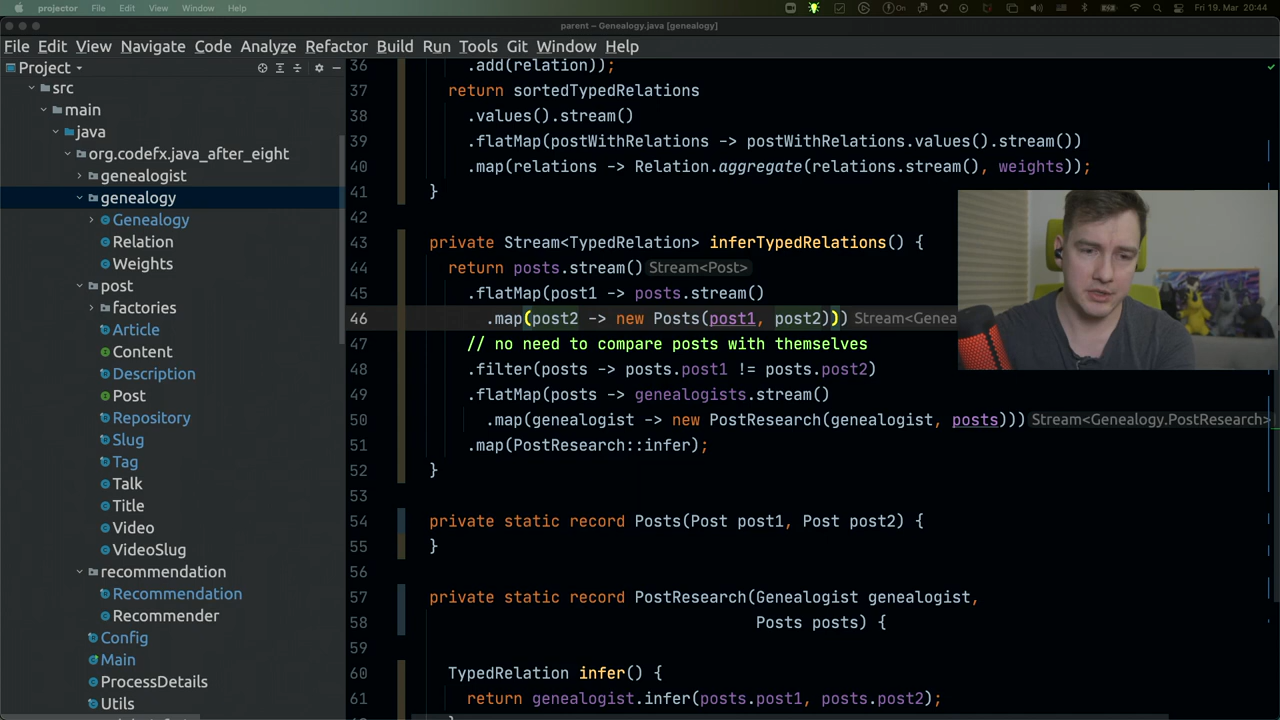 projector File Edit View Window Help On Fri 19. Mar 20:44
parent – Genealogy.java [genealogy]
File Edit View Navigate Code Analyze Refactor Build Run Tools Git Window Help
Project
src
main
java
org.codefx.java_after_eight
genealogist
genealogy
Genealogy
Relation
Weights
post
factories
Article
Content
Description
Post
Repository
Slug
Tag
Talk
Title
Video
VideoSlug
recommendation
Recommendation
Recommender
Config
Main
ProcessDetails
Utils
36 .add(relation));
37 return sortedTypedRelations
38 .values().stream()
39 .flatMap(postWithRelations -> postWithRelations.values().stream())
40 .map(relations -> Relation.aggregate(relations.stream(), weights));
41 }
42
43 private Stream<TypedRelation> inferTypedRelations() {
44 return posts.stream() Stream<Post>
45 .flatMap(post1 -> posts.stream()
46 .map(post2 -> new Posts(post1, post2))) Stream<Genea
47 // no need to compare posts with themselves
48 .filter(posts -> posts.post1 != posts.post2)
49 .flatMap(posts -> genealogists.stream()
50 .map(genealogist -> new PostResearch(genealogist, posts))) Stream<Genealogy.PostResearch>
51 .map(PostResearch::infer);
52 }
53
54 private static record Posts(Post post1, Post post2) {
55 }
56
57 private static record PostResearch(Genealogist genealogist,
58 Posts posts) {
59
60 TypedRelation infer() {
61 return genealogist.infer(posts.post1, posts.post2);